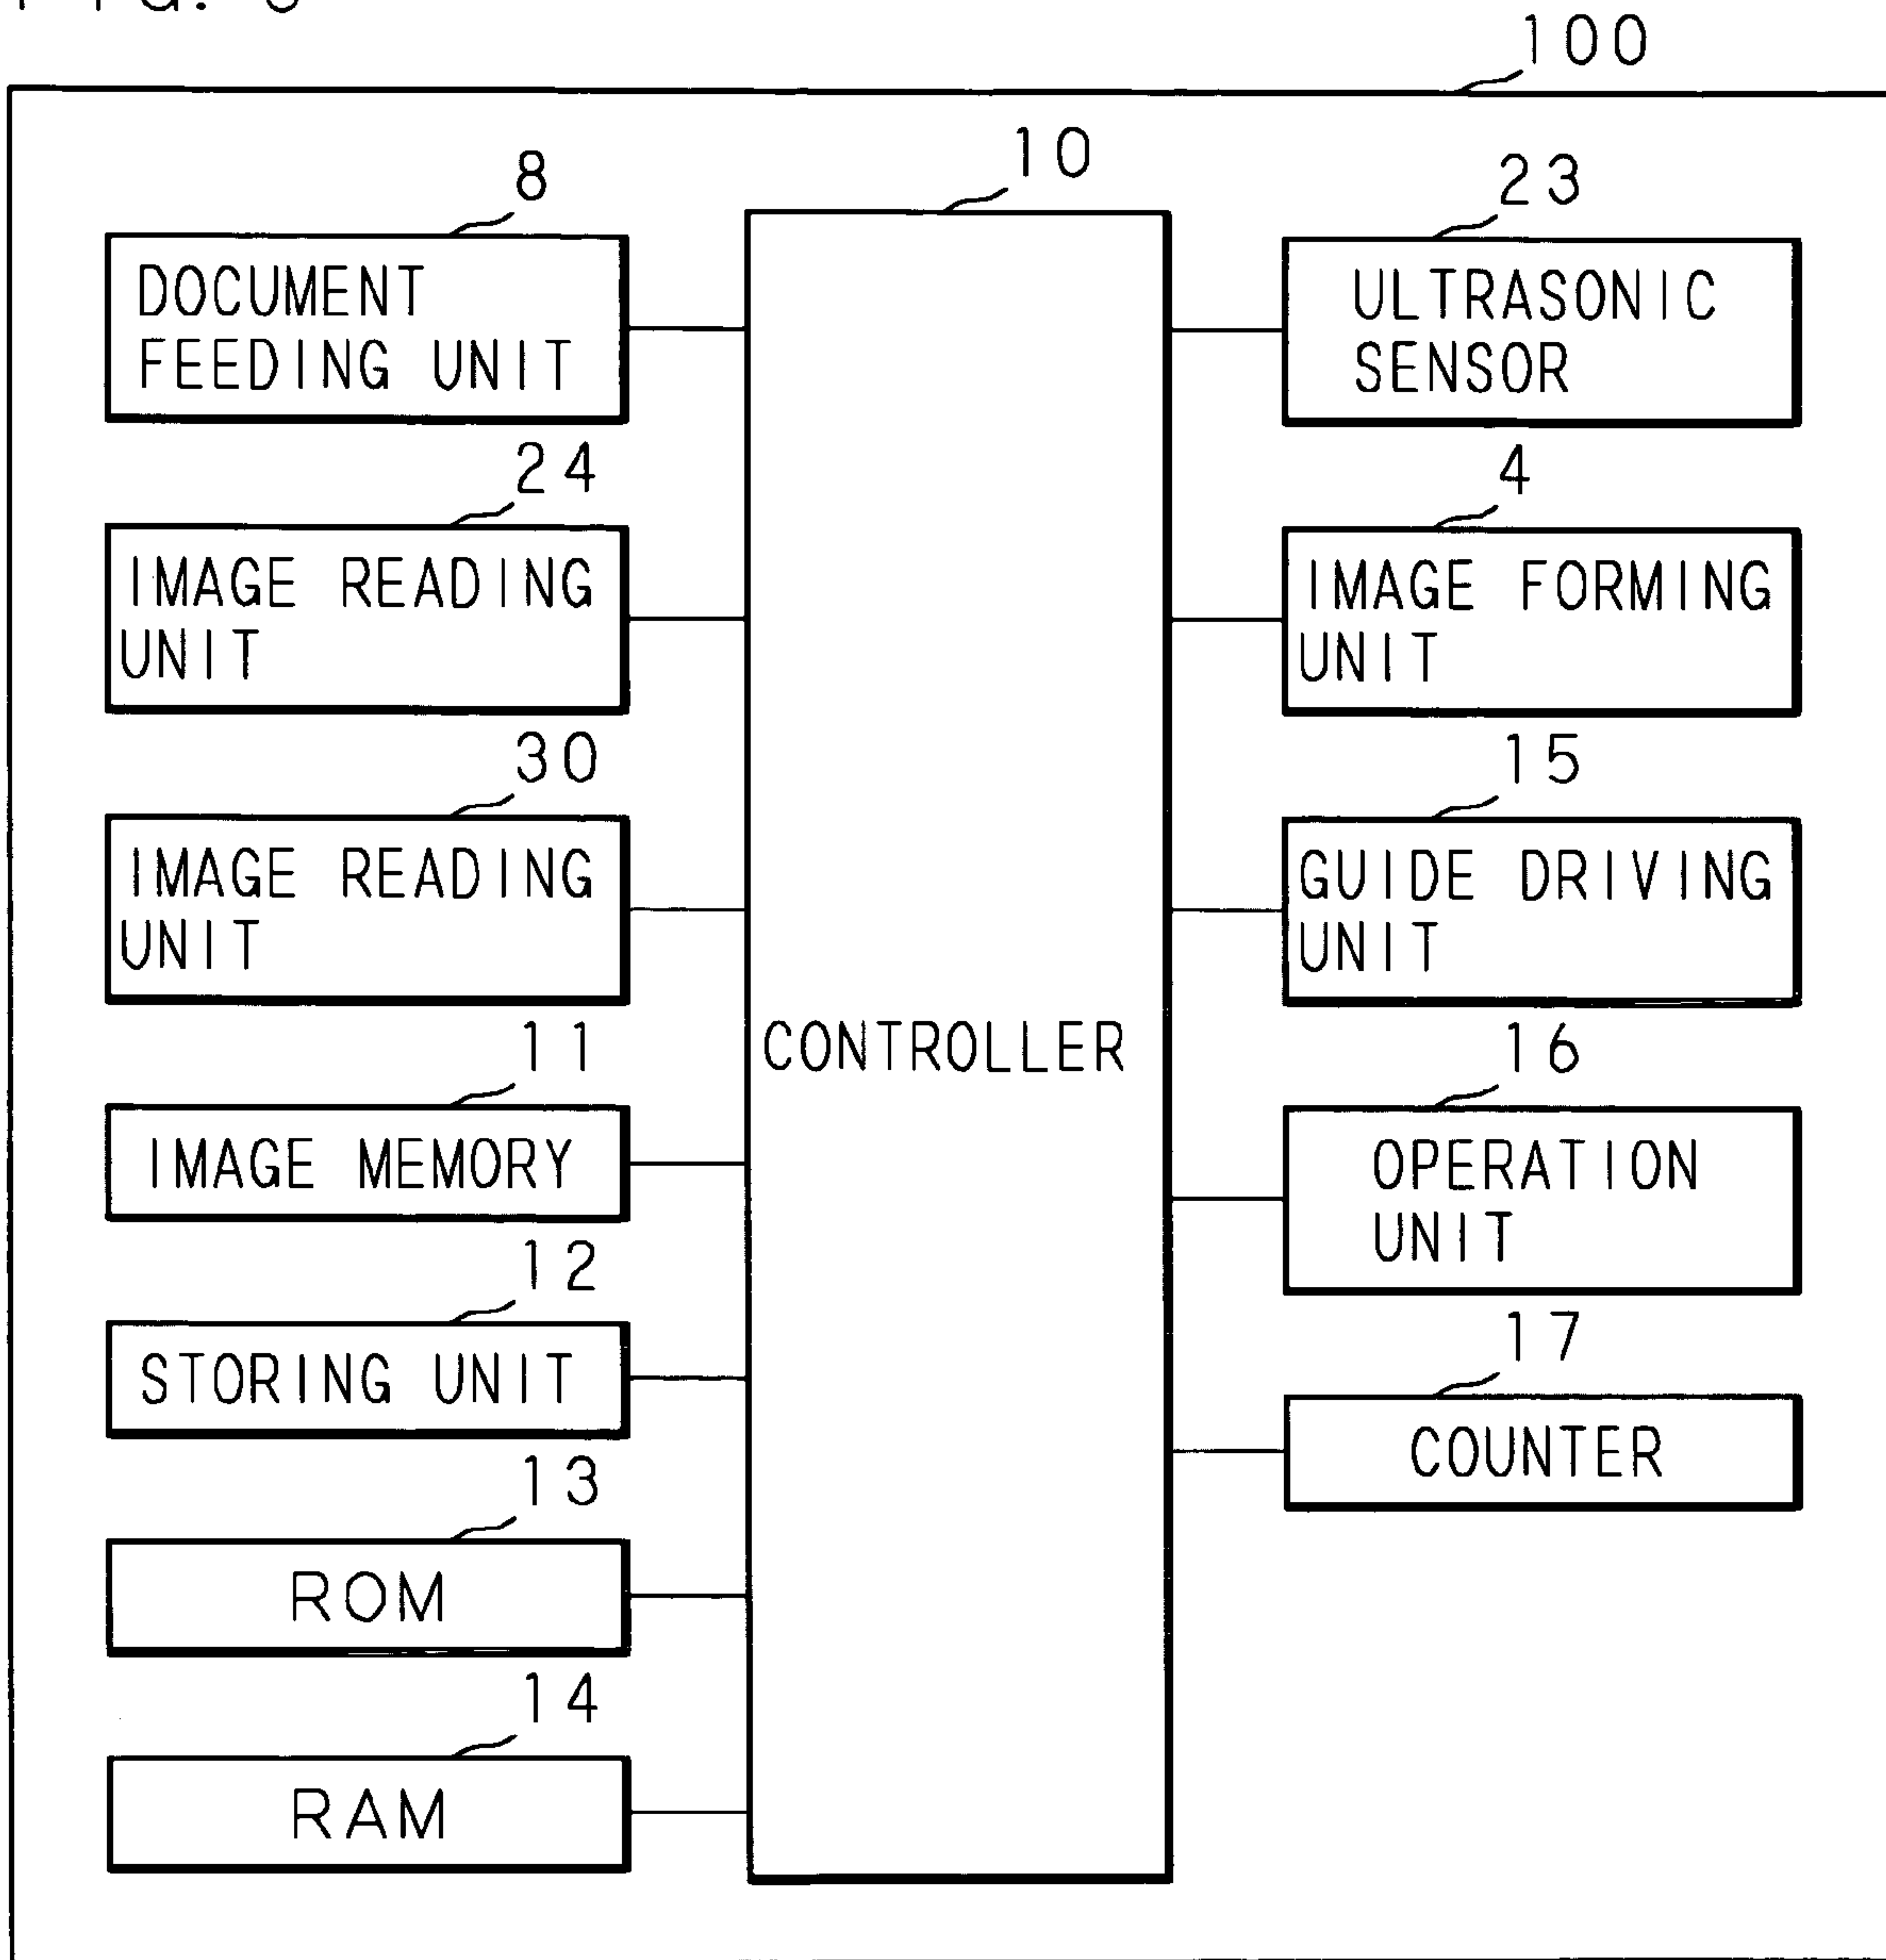 100
8
DOCUMENT
FEEDING UNIT
24
IMAGE READING
UNIT
30
IMAGE READING
UNIT
11
IMAGE MEMORY
12
STORING UNIT
13
ROM
14
RAM
10
CONTROLLER
23
ULTRASONIC
SENSOR
4
IMAGE FORMING
UNIT
15
GUIDE DRIVING
UNIT
16
OPERATION
UNIT
17
COUNTER